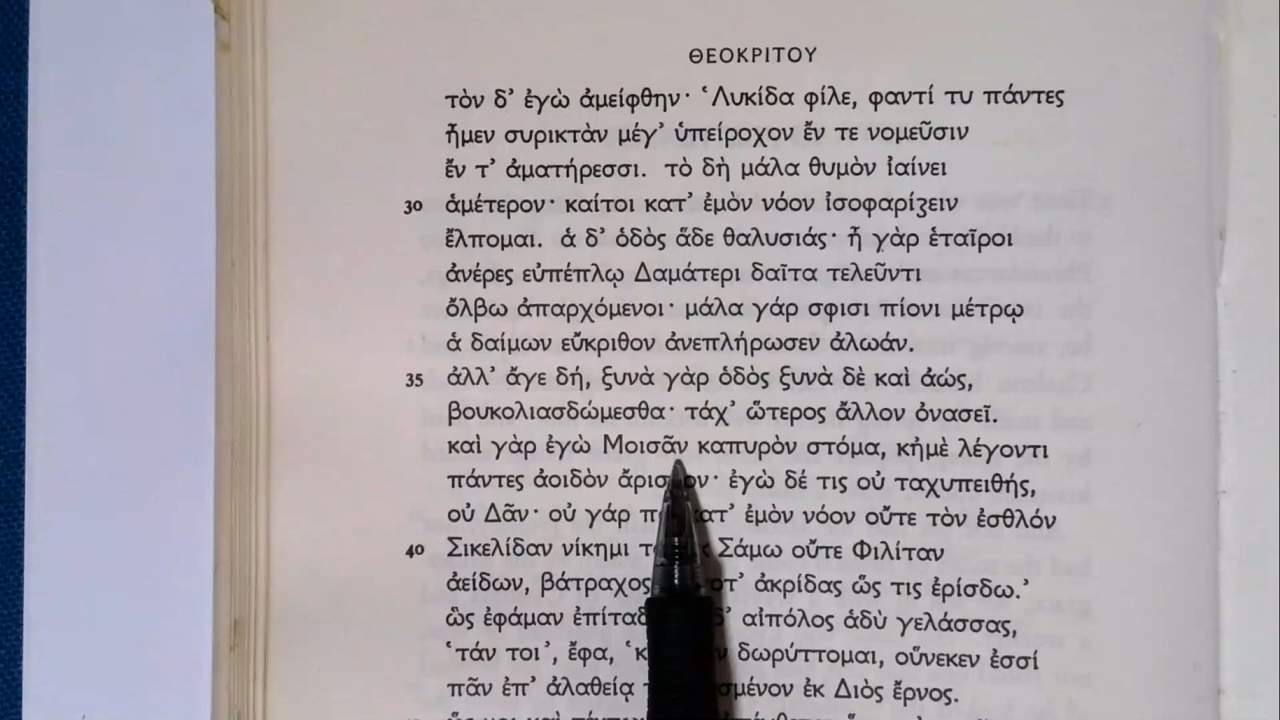 ΘΕΟΚΡΙΤΟΥ
τὸν δ’ ἐγὼ ἀμείφθην· ‘Λυκίδα φίλε, φαντί τυ πάντες
ἦμεν συρικτὰν μέγ’ ὑπείροχον ἔν τε νομεῦσιν
ἔν τ’ ἀματήρεσσι. τὸ δὴ μάλα θυμὸν ἰαίνει
30 ἁμέτερον· καίτοι κατ’ ἐμὸν νόον ἰσοφαρίζειν
ἔλπομαι. ἁ δ’ ὁδὸς ἅδε θαλυσιάς· ἦ γὰρ ἑταῖροι
ἀνέρες εὐπέπλῳ Δαμάτερι δαῖτα τελεῦντι
ὄλβω ἀπαρχόμενοι· μάλα γάρ σφισι πίονι μέτρῳ
ἁ δαίμων εὔκριθον ἀνεπλήρωσεν ἀλωάν.
35 ἀλλ’ ἄγε δή, ξυνὰ γὰρ ὁδὸς ξυνὰ δὲ καὶ ἀώς,
βουκολιασδώμεσθα· τάχ’ ὥτερος ἄλλον ὀνασεῖ.
καὶ γὰρ ἐγὼ Μοισᾶν καπυρὸν στόμα, κἠμὲ λέγοντι
πάντες ἀοιδὸν ἄριστον· ἐγὼ δέ τις οὐ ταχυπειθής,
οὐ Δᾶν· οὐ γάρ κατ’ ἐμὸν νόον οὔτε τὸν ἐσθλόν
40 Σικελίδαν νίκημι Σάμω οὔτε Φιλίταν
ἀείδων, βάτραχος ἀκρίδας ὥς τις ἐρίσδω.’
ὣς ἐφάμαν δ’ αἰπόλος ἁδὺ γελάσσας,
‘τάν τοι’, ἔφα, δωρύττομαι, οὕνεκεν ἐσσί
πᾶν ἐπ’ ἀλαθείᾳ ἐκ Διὸς ἔρνος.